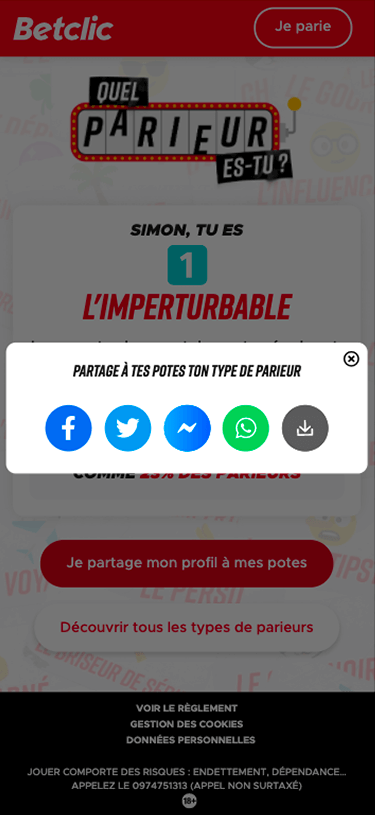 Betclic
Je parie
QUEL
PARIEUR
ES-TU ?
SIMON, TU ES
1
L'IMPERTURBABLE
PARTAGE À TES POTES TON TYPE DE PARIEUR
COMME 23% DES PARIEURS
Je partage mon profil à mes potes
Découvrir tous les types de parieurs
VOIR LE RÈGLEMENT
GESTION DES COOKIES
DONNÉES PERSONNELLES
JOUER COMPORTE DES RISQUES : ENDETTEMENT, DÉPENDANCE...
APPELEZ LE 0974751313 (APPEL NON SURTAXÉ)
18+